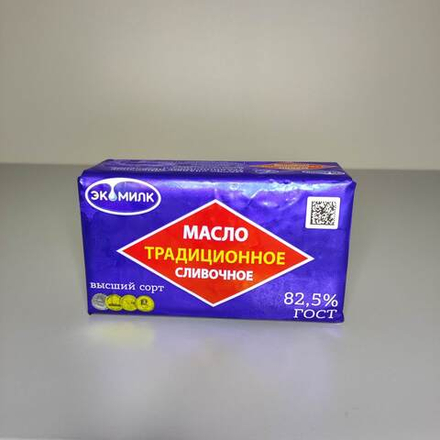 ЭКОМИЛК
МАСЛО
ТРАДИЦИОННОЕ
СЛИВОЧНОЕ
высший сорт
82,5%
ГОСТ